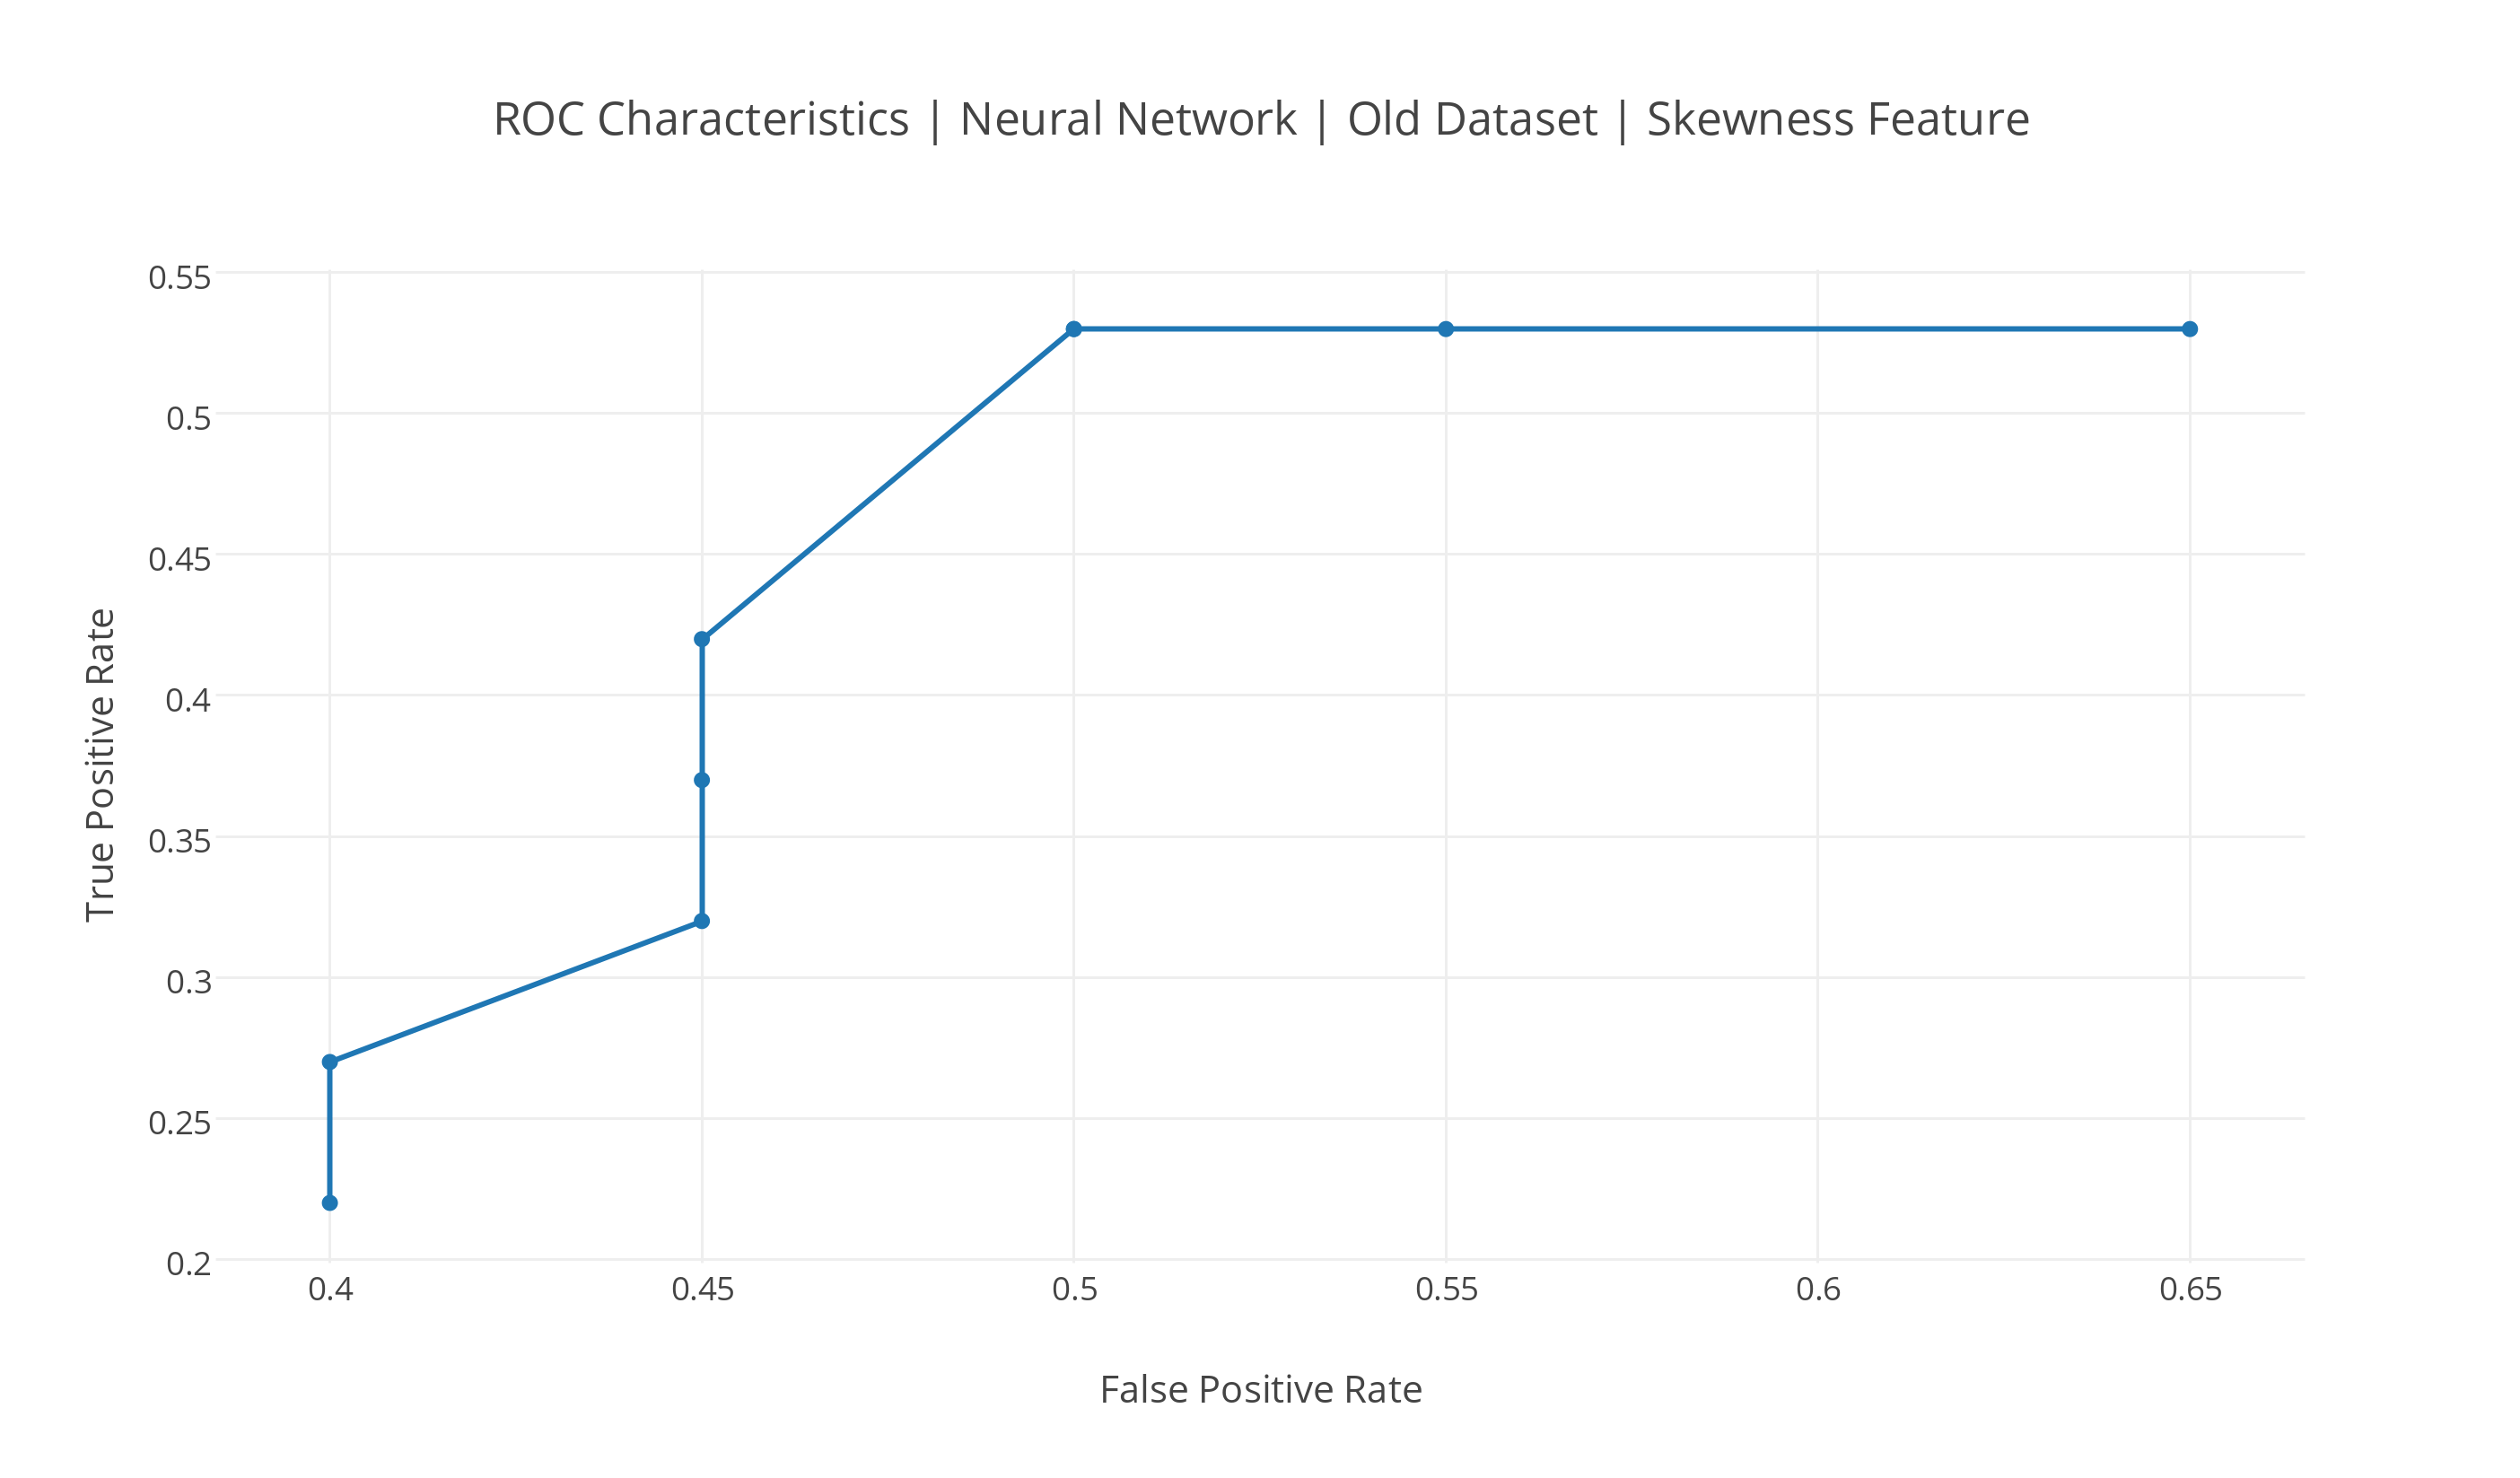 ROC Characteristics | Neural Network | Old Dataset | Skewness Feature
0.55
0.5
0.45
0.4
0.35
0.3
0.25
0.2
True Positive Rate
0.4 0.45 0.5 0.55 0.6 0.65
False Positive Rate